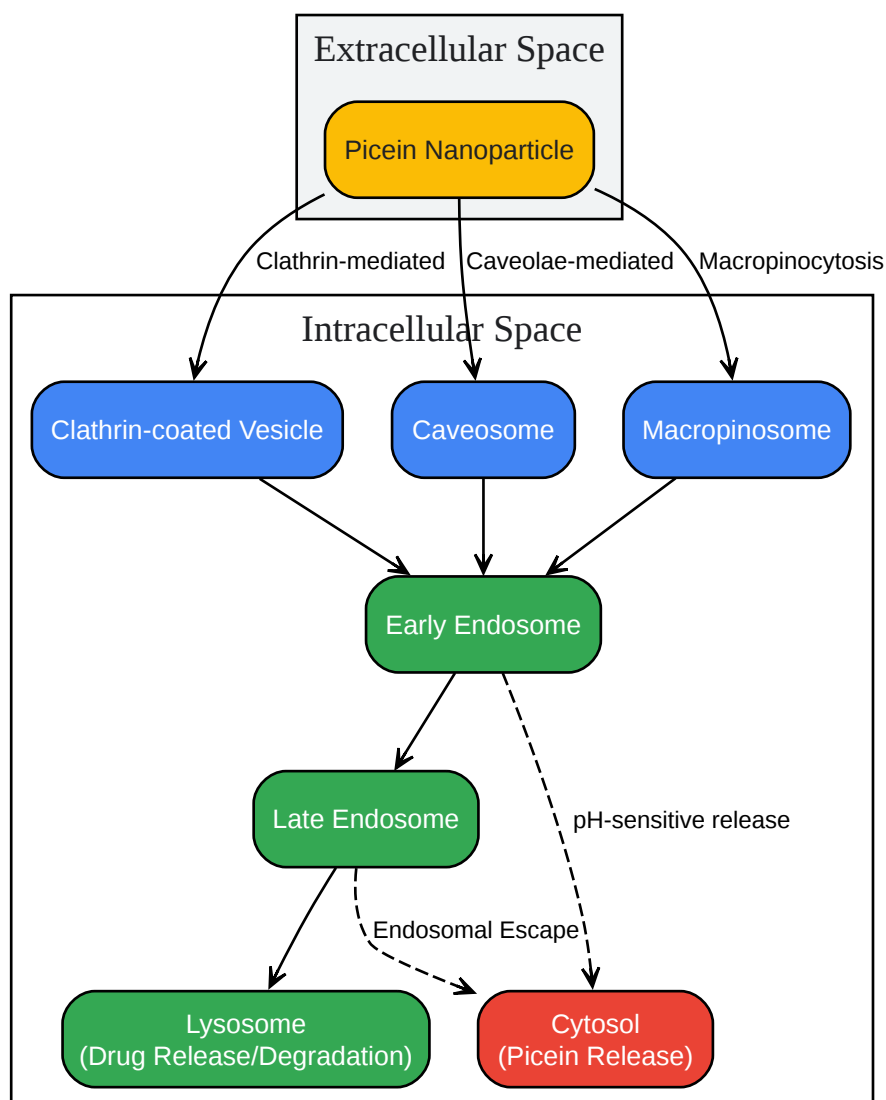 Extracellular Space
Picein Nanoparticle
Clathrin-mediated
Caveolae-mediated
Macropinocytosis
Intracellular Space
Clathrin-coated Vesicle
Caveosome
Macropinosome
Early Endosome
Late Endosome
pH-sensitive release
Endosomal Escape
Lysosome
(Drug Release/Degradation)
Cytosol
(Picein Release)